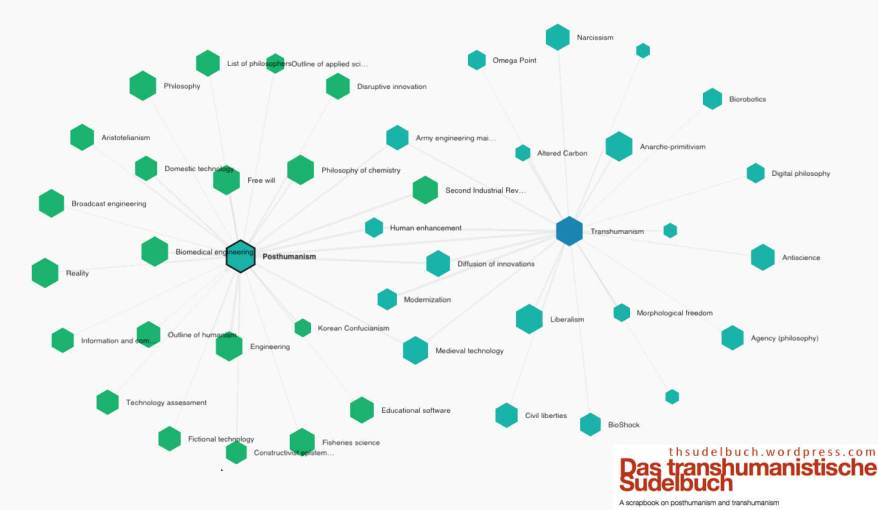 Narcissism
Omega Point
List of philosophers
Outline of applied sci...
Philosophy
Disruptive innovation
Biorobotics
Aristotelianism
Army engineering mai...
Altered Carbon
Anarcho-primitivism
Domestic technology
Free will
Philosophy of chemistry
Digital philosophy
Second Industrial Rev...
Broadcast engineering
Human enhancement
Transhumanism
Biomedical engineering
Posthumanism
Antiscience
Diffusion of innovations
Reality
Modernization
Morphological freedom
Liberalism
Korean Confucianism
Information and com...
Outline of humanism
Engineering
Agency (philosophy)
Medieval technology
Technology assessment
Educational software
Civil liberties
BioShock
Fictional technology
Fisheries science
Constructivist epistem...
thsudelbuch.wordpress.com
Das transhumanistische
Sudelbuch
A scrapbook on posthumanism and transhumanism